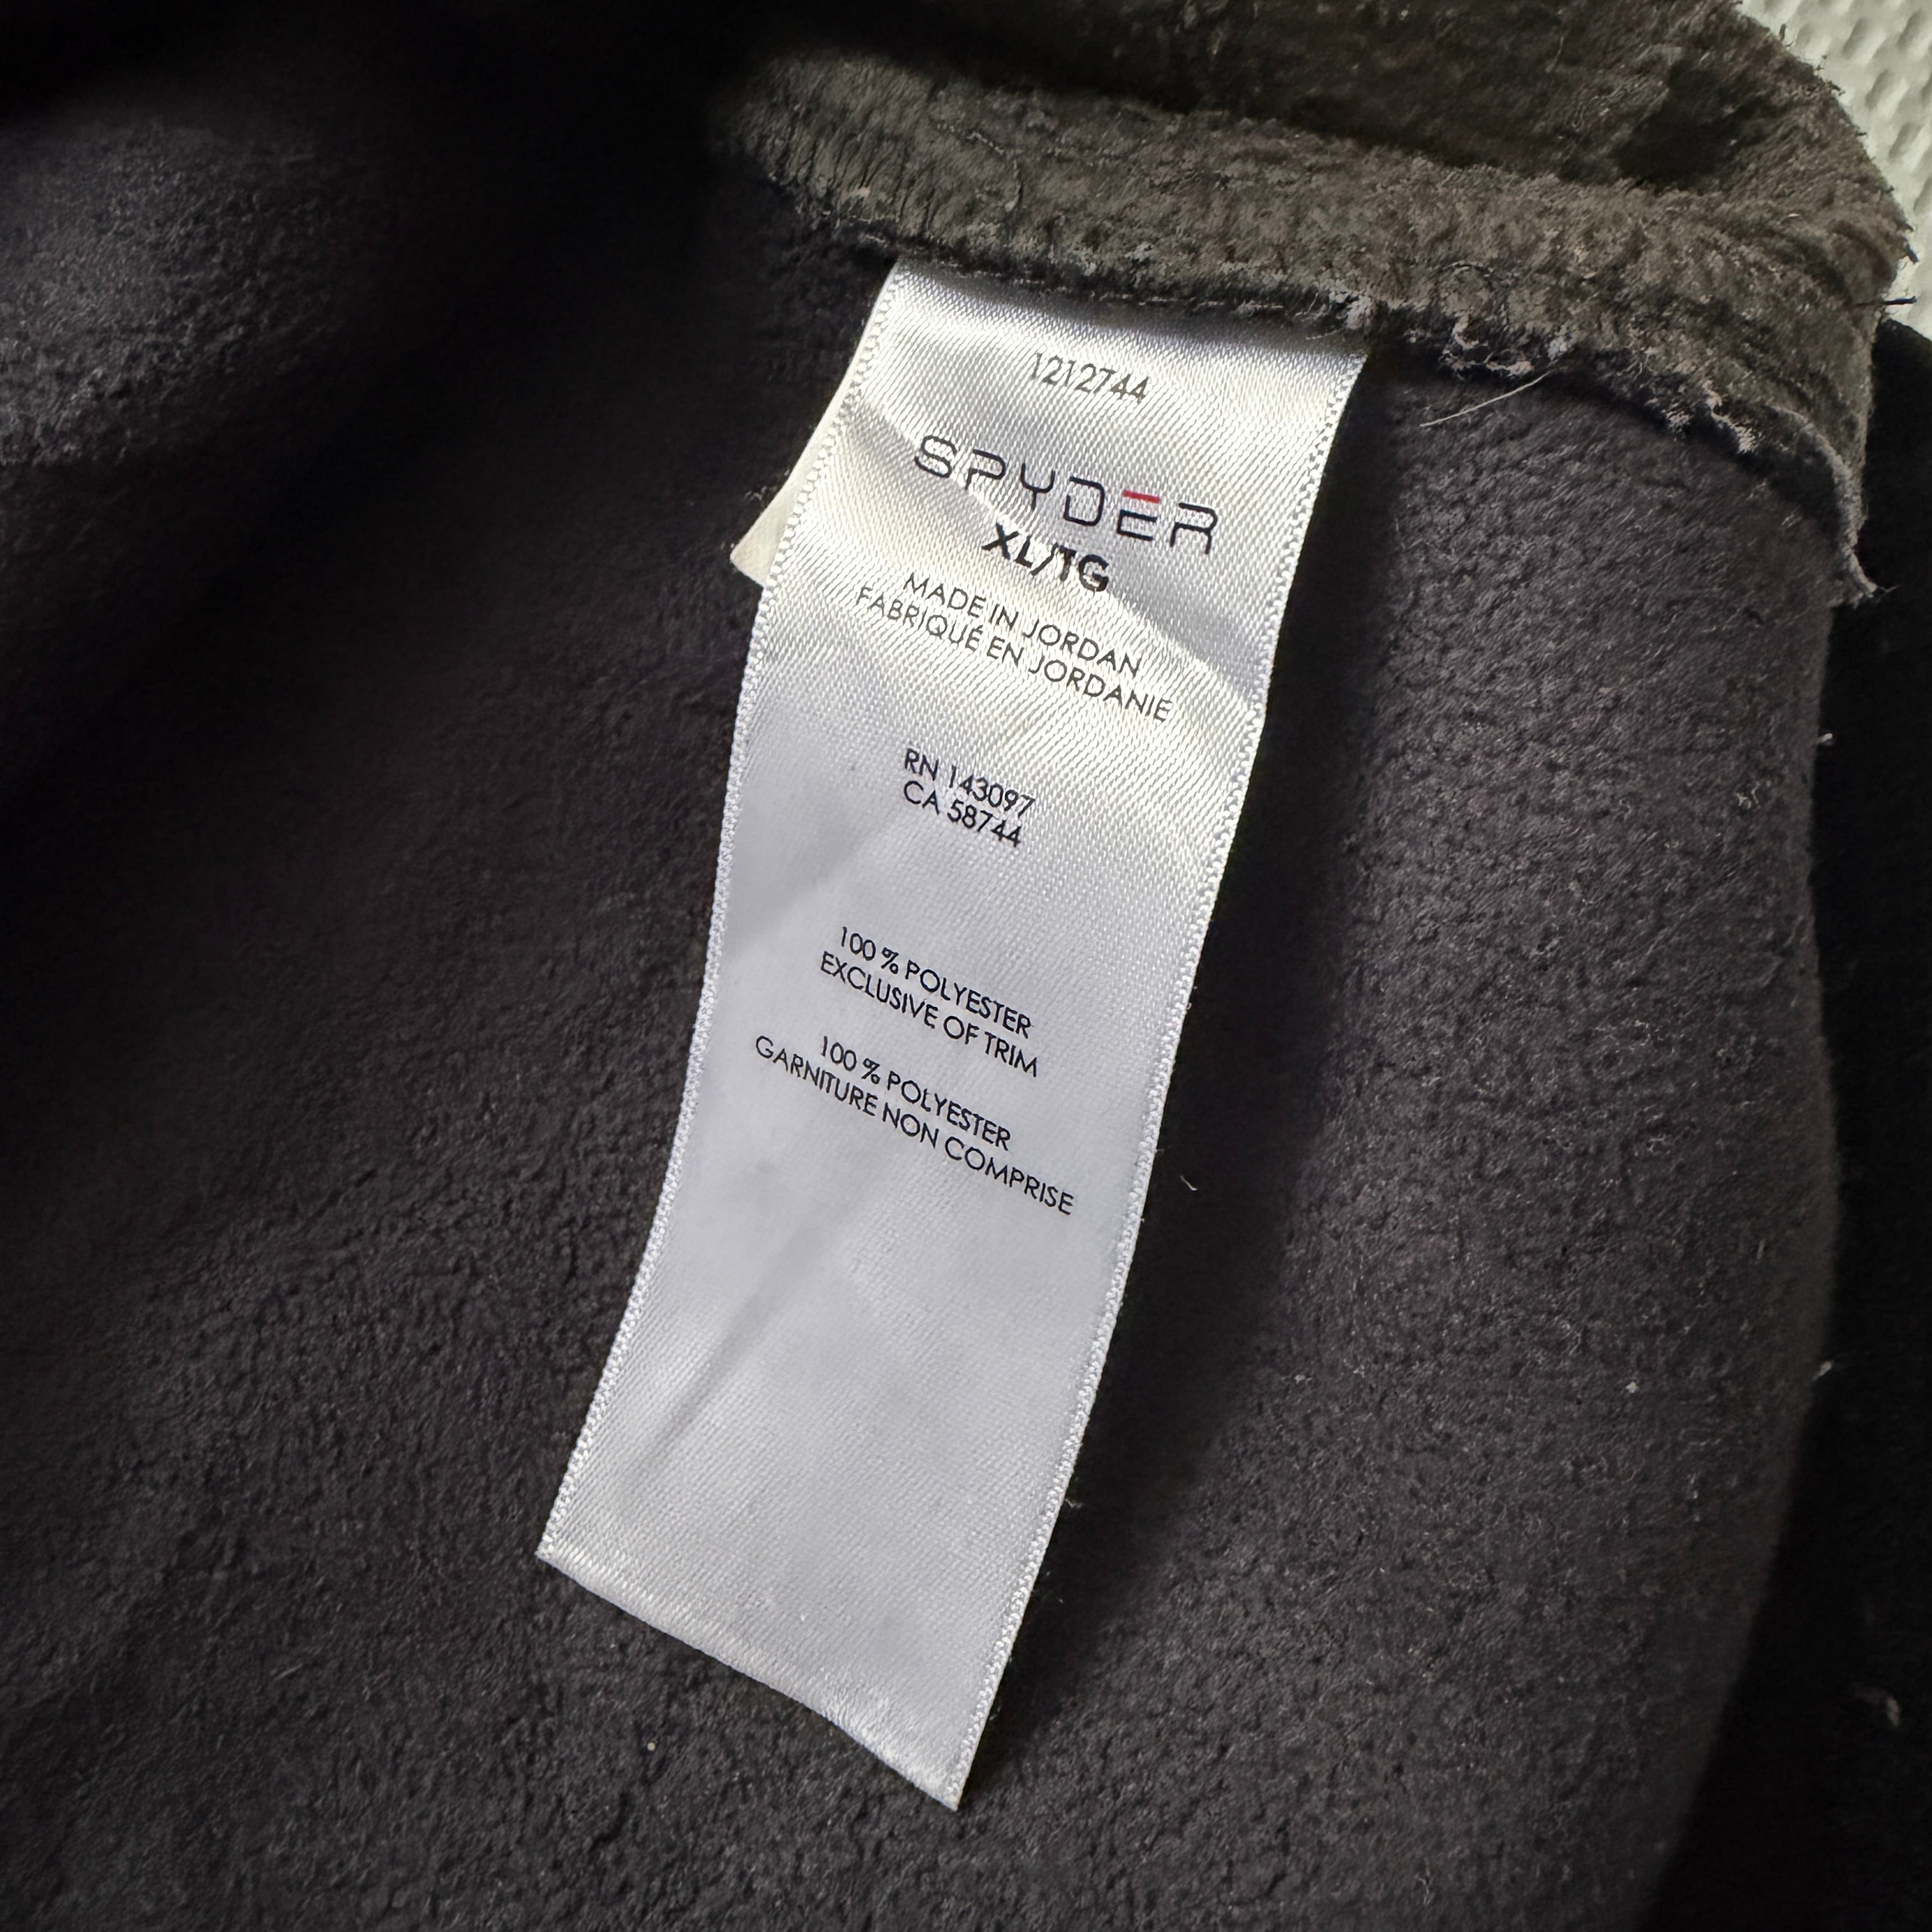 1212744
SPYDER
XL/TG
MADE IN JORDAN
FABRIQUÉ EN JORDANIE
RN 143097
CA 58744
100 % POLYESTER
EXCLUSIVE OF TRIM
100 % POLYESTER
GARNITURE NON COMPRISE